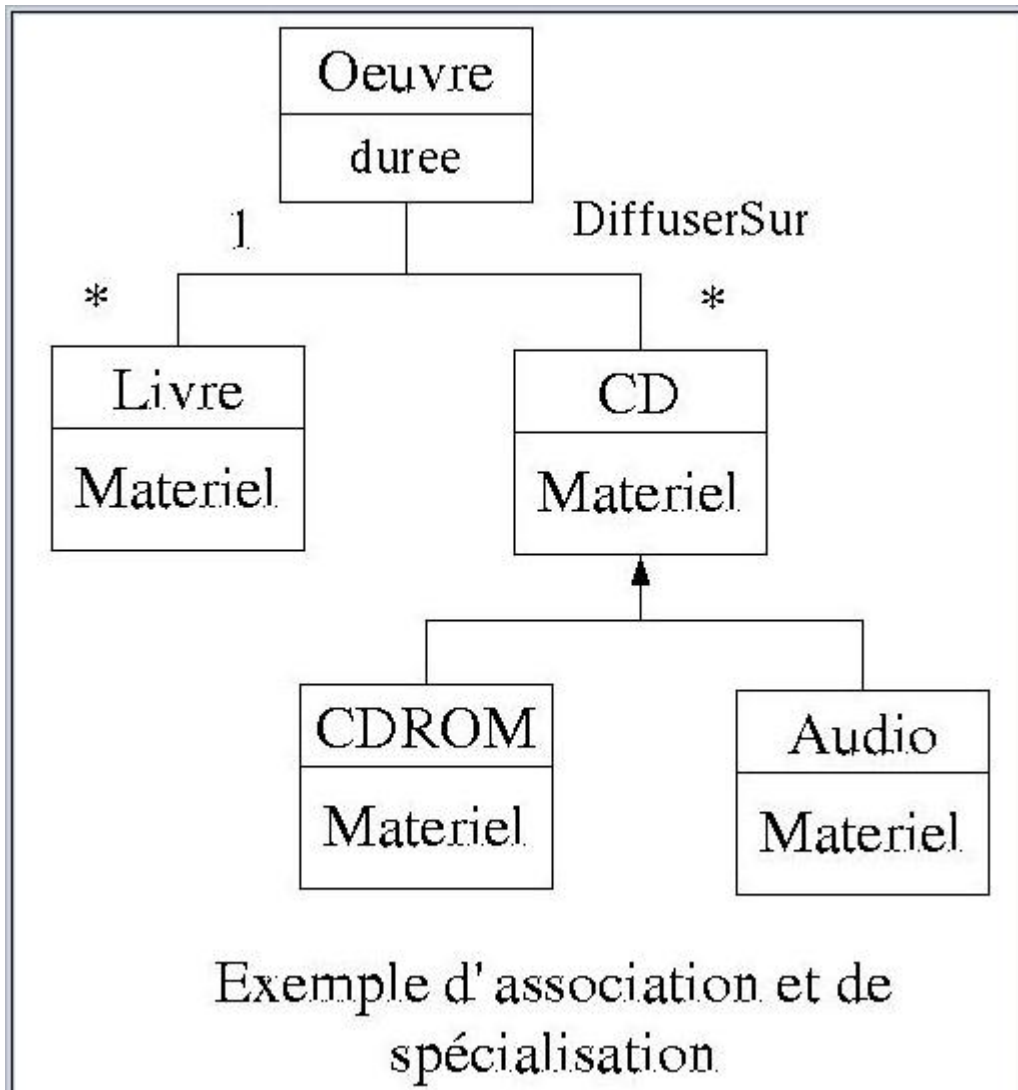 Oeuvre
duree
1
DiffuserSur
*
*
Livre
CD
Materiel
Materiel
CDROM
Audio
Materiel
Materiel
Exemple d'association et de
spécialisation